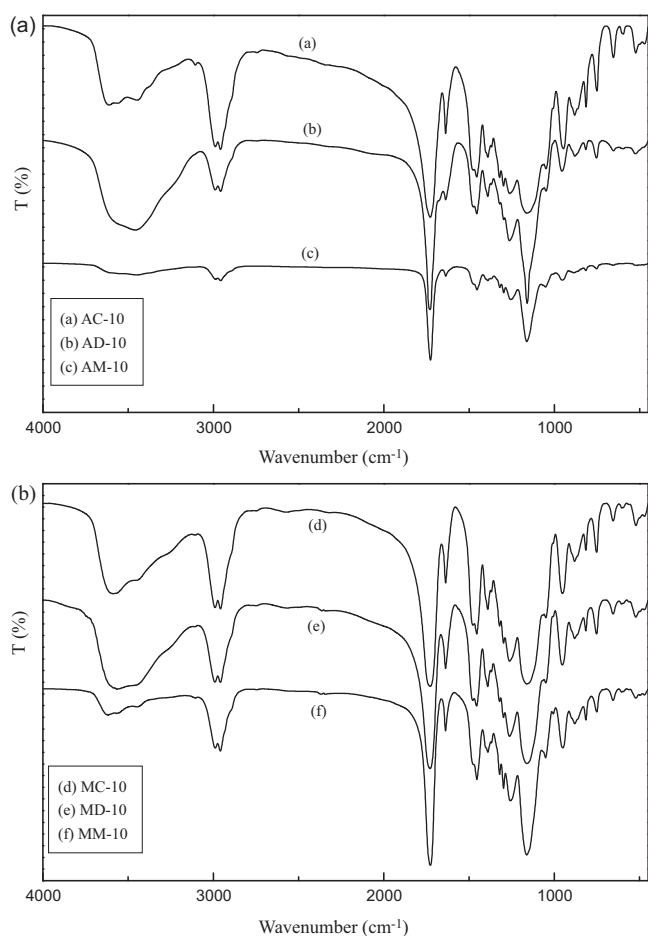 (a)
(a)
(b)
(c)
T (%)
(a) AC-10
(b) AD-10
(c) AM-10
4000 3000 2000 1000
Wavenumber (cm-1)
(b)
(d)
(e)
(f)
T (%)
(d) MC-10
(e) MD-10
(f) MM-10
4000 3000 2000 1000
Wavenumber (cm-1)